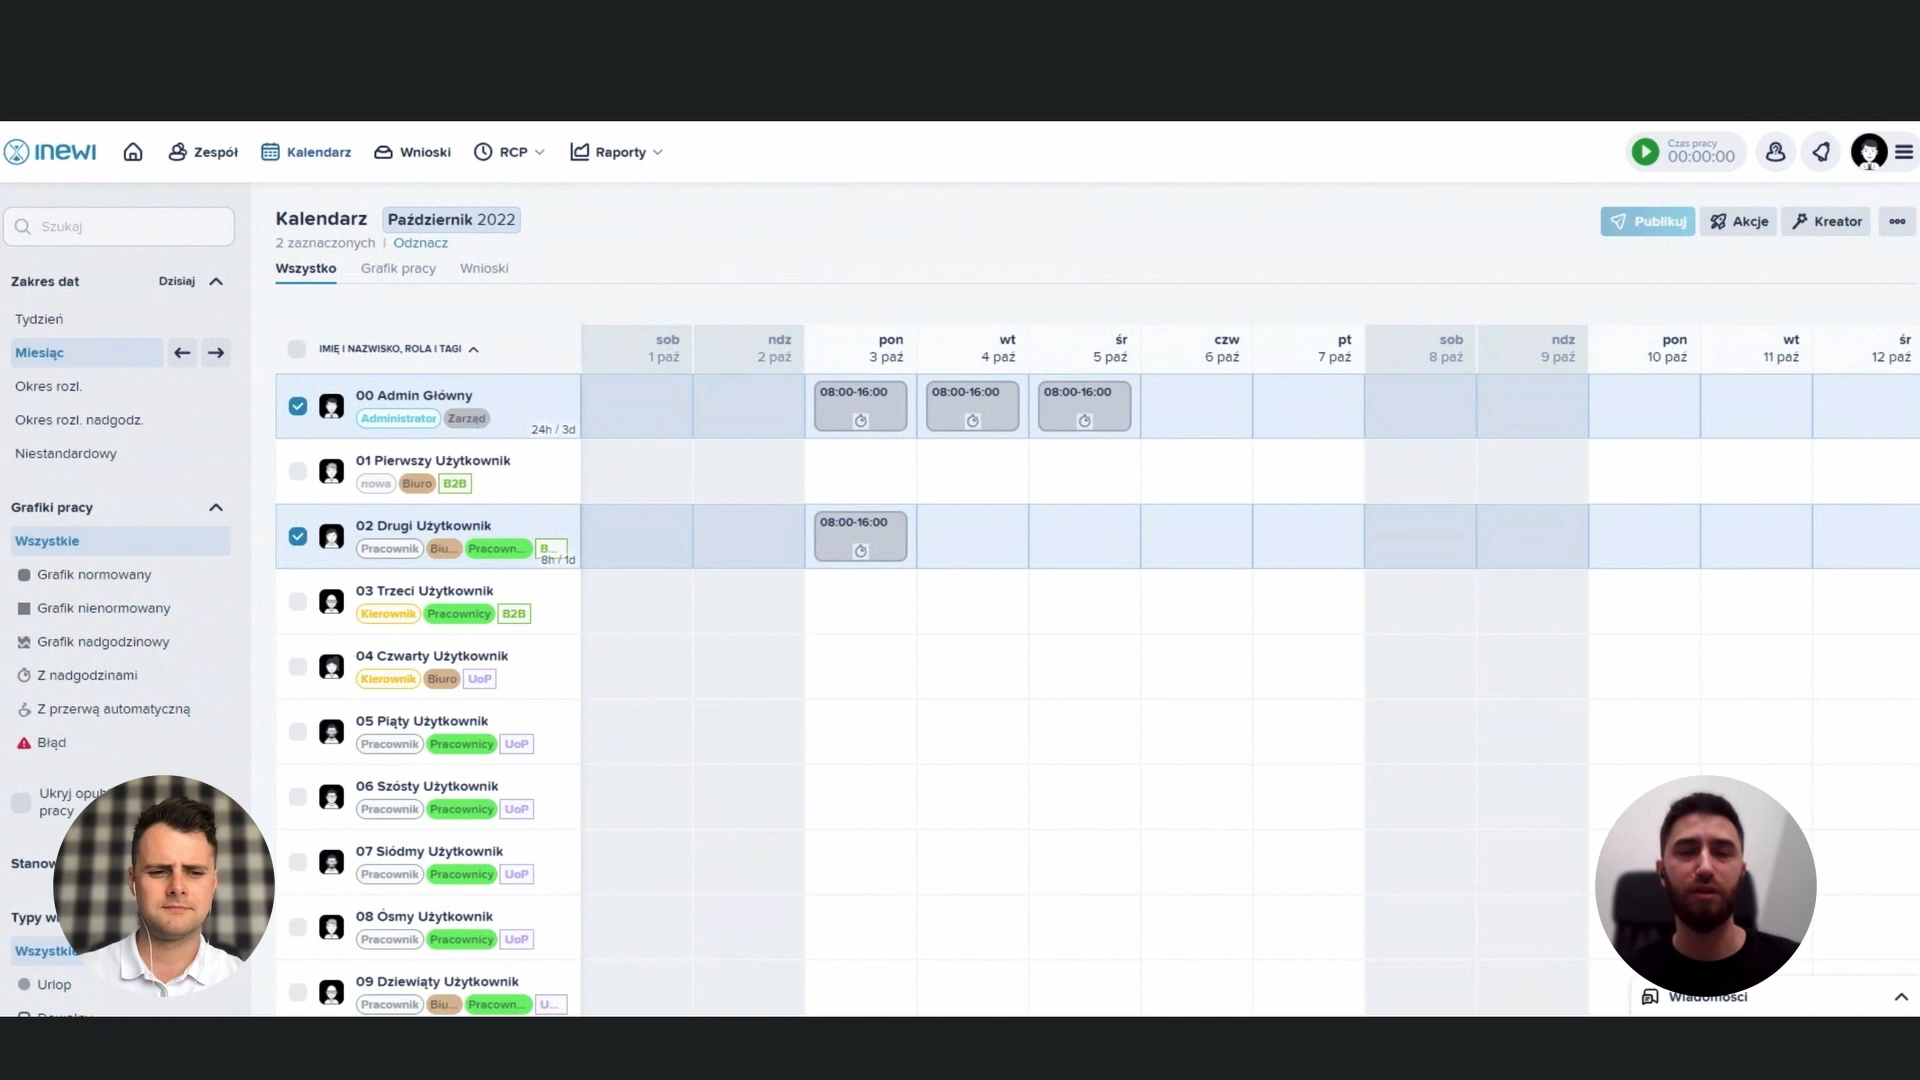 INEWI
Zespół
Kalendarz
Wnioski
RCP
Raporty
Czas pracy
00:00:00
Szukaj
Zakres dat
Dzisiaj
Tydzień
Miesiąc
Okres rozl.
Okres rozl. nadgodz.
Niestandardowy
Grafiki pracy
Wszystkie
Grafik normowany
Grafik nienormowany
Grafik nadgodzinowy
Z nadgodzinami
Z przerwą automatyczną
Błąd
Ukryj opub
pracy
Stanow
Typy w
Wszystkie
Urlop
Kalendarz
Październik 2022
2 zaznaczonych | Odznacz
Wszystko
Grafik pracy
Wnioski
Publikuj
Akcje
Kreator
IMIĘ I NAZWISKO, ROLA I TAGI
sob
1 paź
ndz
2 paź
pon
3 paź
wt
4 paź
śr
5 paź
czw
6 paź
pt
7 paź
sob
8 paź
ndz
9 paź
pon
10 paź
wt
11 paź
śr
12 paź
00 Admin Główny
Administrator Zarząd
24h / 3d
08:00-16:00
08:00-16:00
08:00-16:00
01 Pierwszy Użytkownik
nowa Biuro B2B
02 Drugi Użytkownik
Pracownik Biu... Pracown... B...
8h / 1d
08:00-16:00
03 Trzeci Użytkownik
Kierownik Pracownicy B2B
04 Czwarty Użytkownik
Kierownik Biuro UoP
05 Piąty Użytkownik
Pracownik Pracownicy UoP
06 Szósty Użytkownik
Pracownik Pracownicy UoP
07 Siódmy Użytkownik
Pracownik Pracownicy UoP
08 Ósmy Użytkownik
Pracownik Pracownicy UoP
09 Dziewiąty Użytkownik
Pracownik Biu... Pracown... U...
Wiadomości